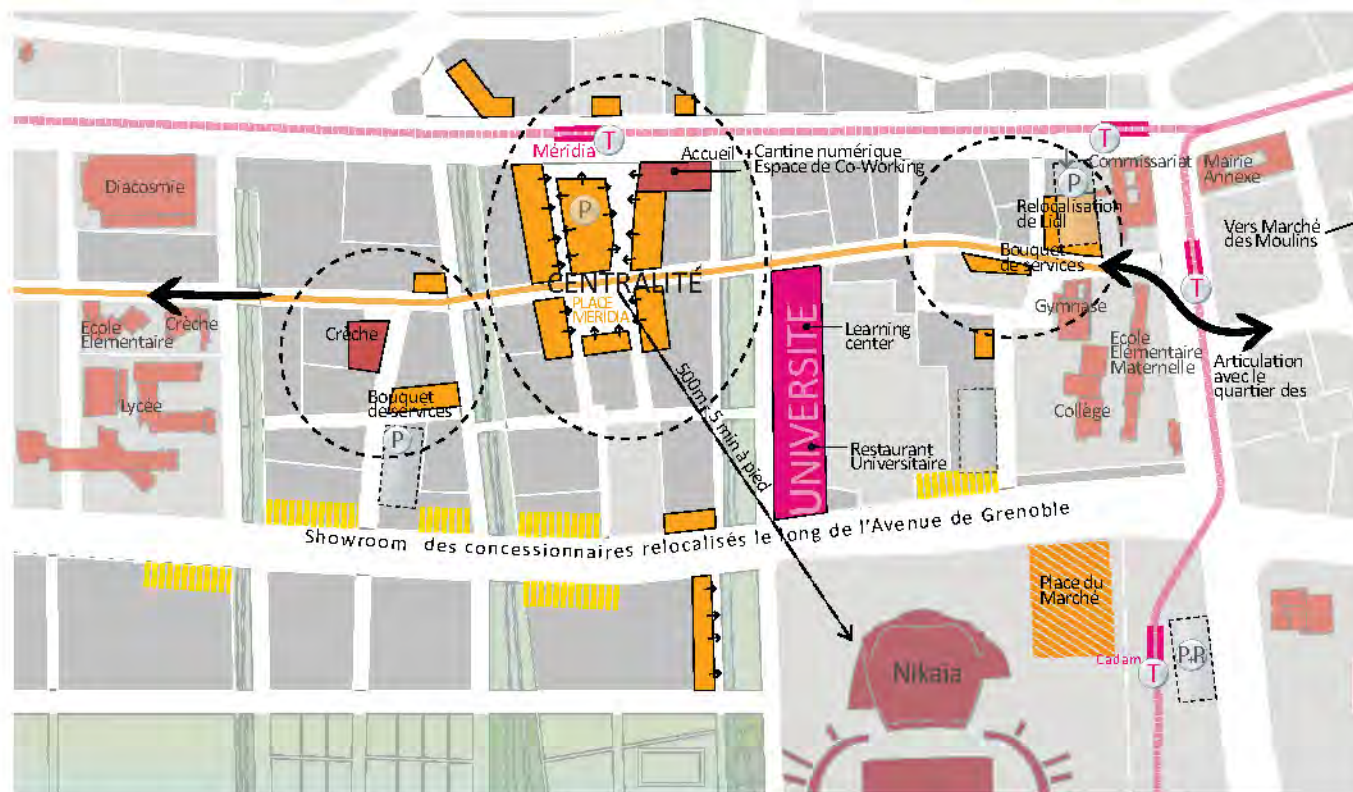 T
Méridia
T
Accueil +Cantine numérique
Espace de Co-Working
Commissariat
Mairie
Annexe
Diacosmie
P
P
Relocalisation
de Lidl
Vers Marché
des Moulins
Bouquet
de services
CENTRALITÉ
PLACE
MERIDIA
T
Gymnase
Ecole
Elémentaire
Crèche
Crèche
Learning
center
Ecole
Elémentaire
Maternelle
Articulation
avec le
quartier des
Lycée
Bouquet
de services
P
500m, 5 min à pied
UNIVERSITE
Collège
Restaurant
Universitaire
Showroom des concessionnaires relocalisés le long de l'Avenue de Grenoble
Place du
Marché
Nikaïa
Cadam
T
P+R